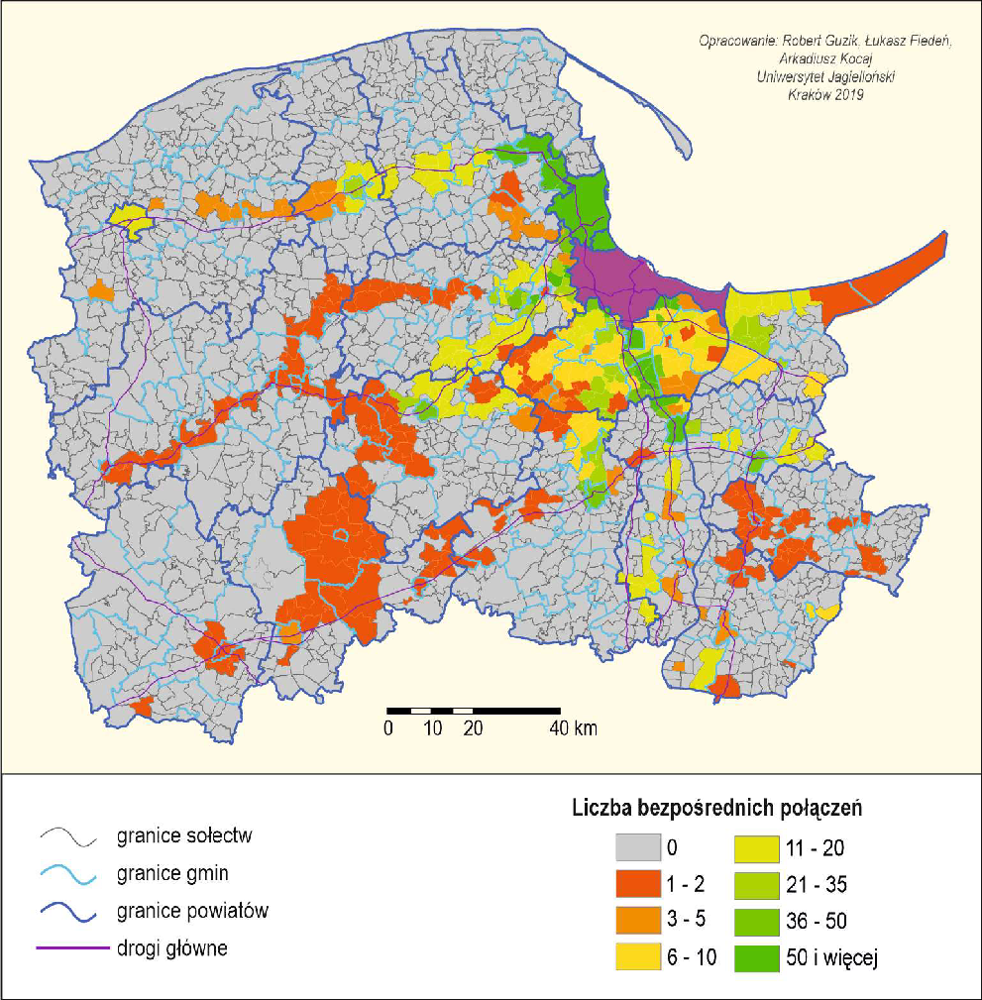 Opracowanie: Robert Guzik, Łukasz Fiedeń,
Arkadiusz Kocaj
Uniwersytet Jagielloński
Kraków 2019
0 10 20 40 km
granice sołectw
granice gmin
granice powiatów
drogi główne
Liczba bezpośrednich połączeń
0
1 - 2
3 - 5
6 - 10
11 - 20
21 - 35
36 - 50
50 i więcej